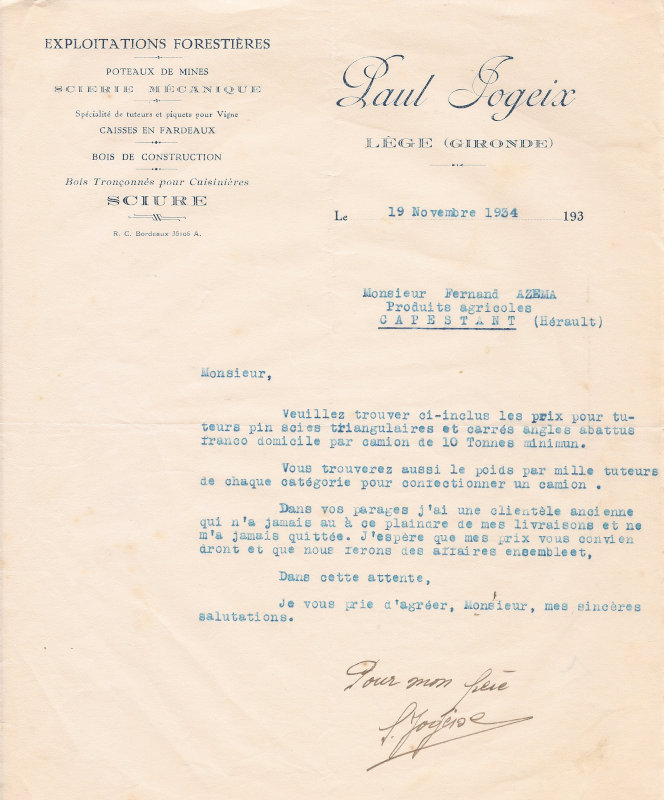 EXPLOITATIONS FORESTIÈRES
POTEAUX DE MINES
SCIERIE MÉCANIQUE
Spécialité de tuteurs et piquets pour Vigne
CAISSES EN FARDEAUX
BOIS DE CONSTRUCTION
Bois Tronçonnés pour Cuisinières
SCIURE
R. C. Bordeaux 35106 A.
Paul Jogeix
LÈGE (GIRONDE)
Le 19 Novembre 1934 193
Monsieur Fernand AZEMA
Produits agricoles
CAPESTANT (Hérault)
Monsieur,
Veuillez trouver ci-inclus les prix pour tu-
teurs pin scies triangulaires et carrés angles abattus
franco domicile par camion de 10 Tonnes minimun.
Vous trouverez aussi le poids par mille tuteurs
de chaque catégorie pour confectionner un camion .
Dans vos parages j'ai une clientèle ancienne
qui n'a jamais au à ce plaindre de mes livraisons et ne
m'a jamais quittée. J'espère que mes prix vous convien
dront et que nous ferons des affaires ensembleet,
Dans cette attente,
Je vous prie d'agréer, Monsieur, mes sincères
salutations.
Pour mon père
Jogeix